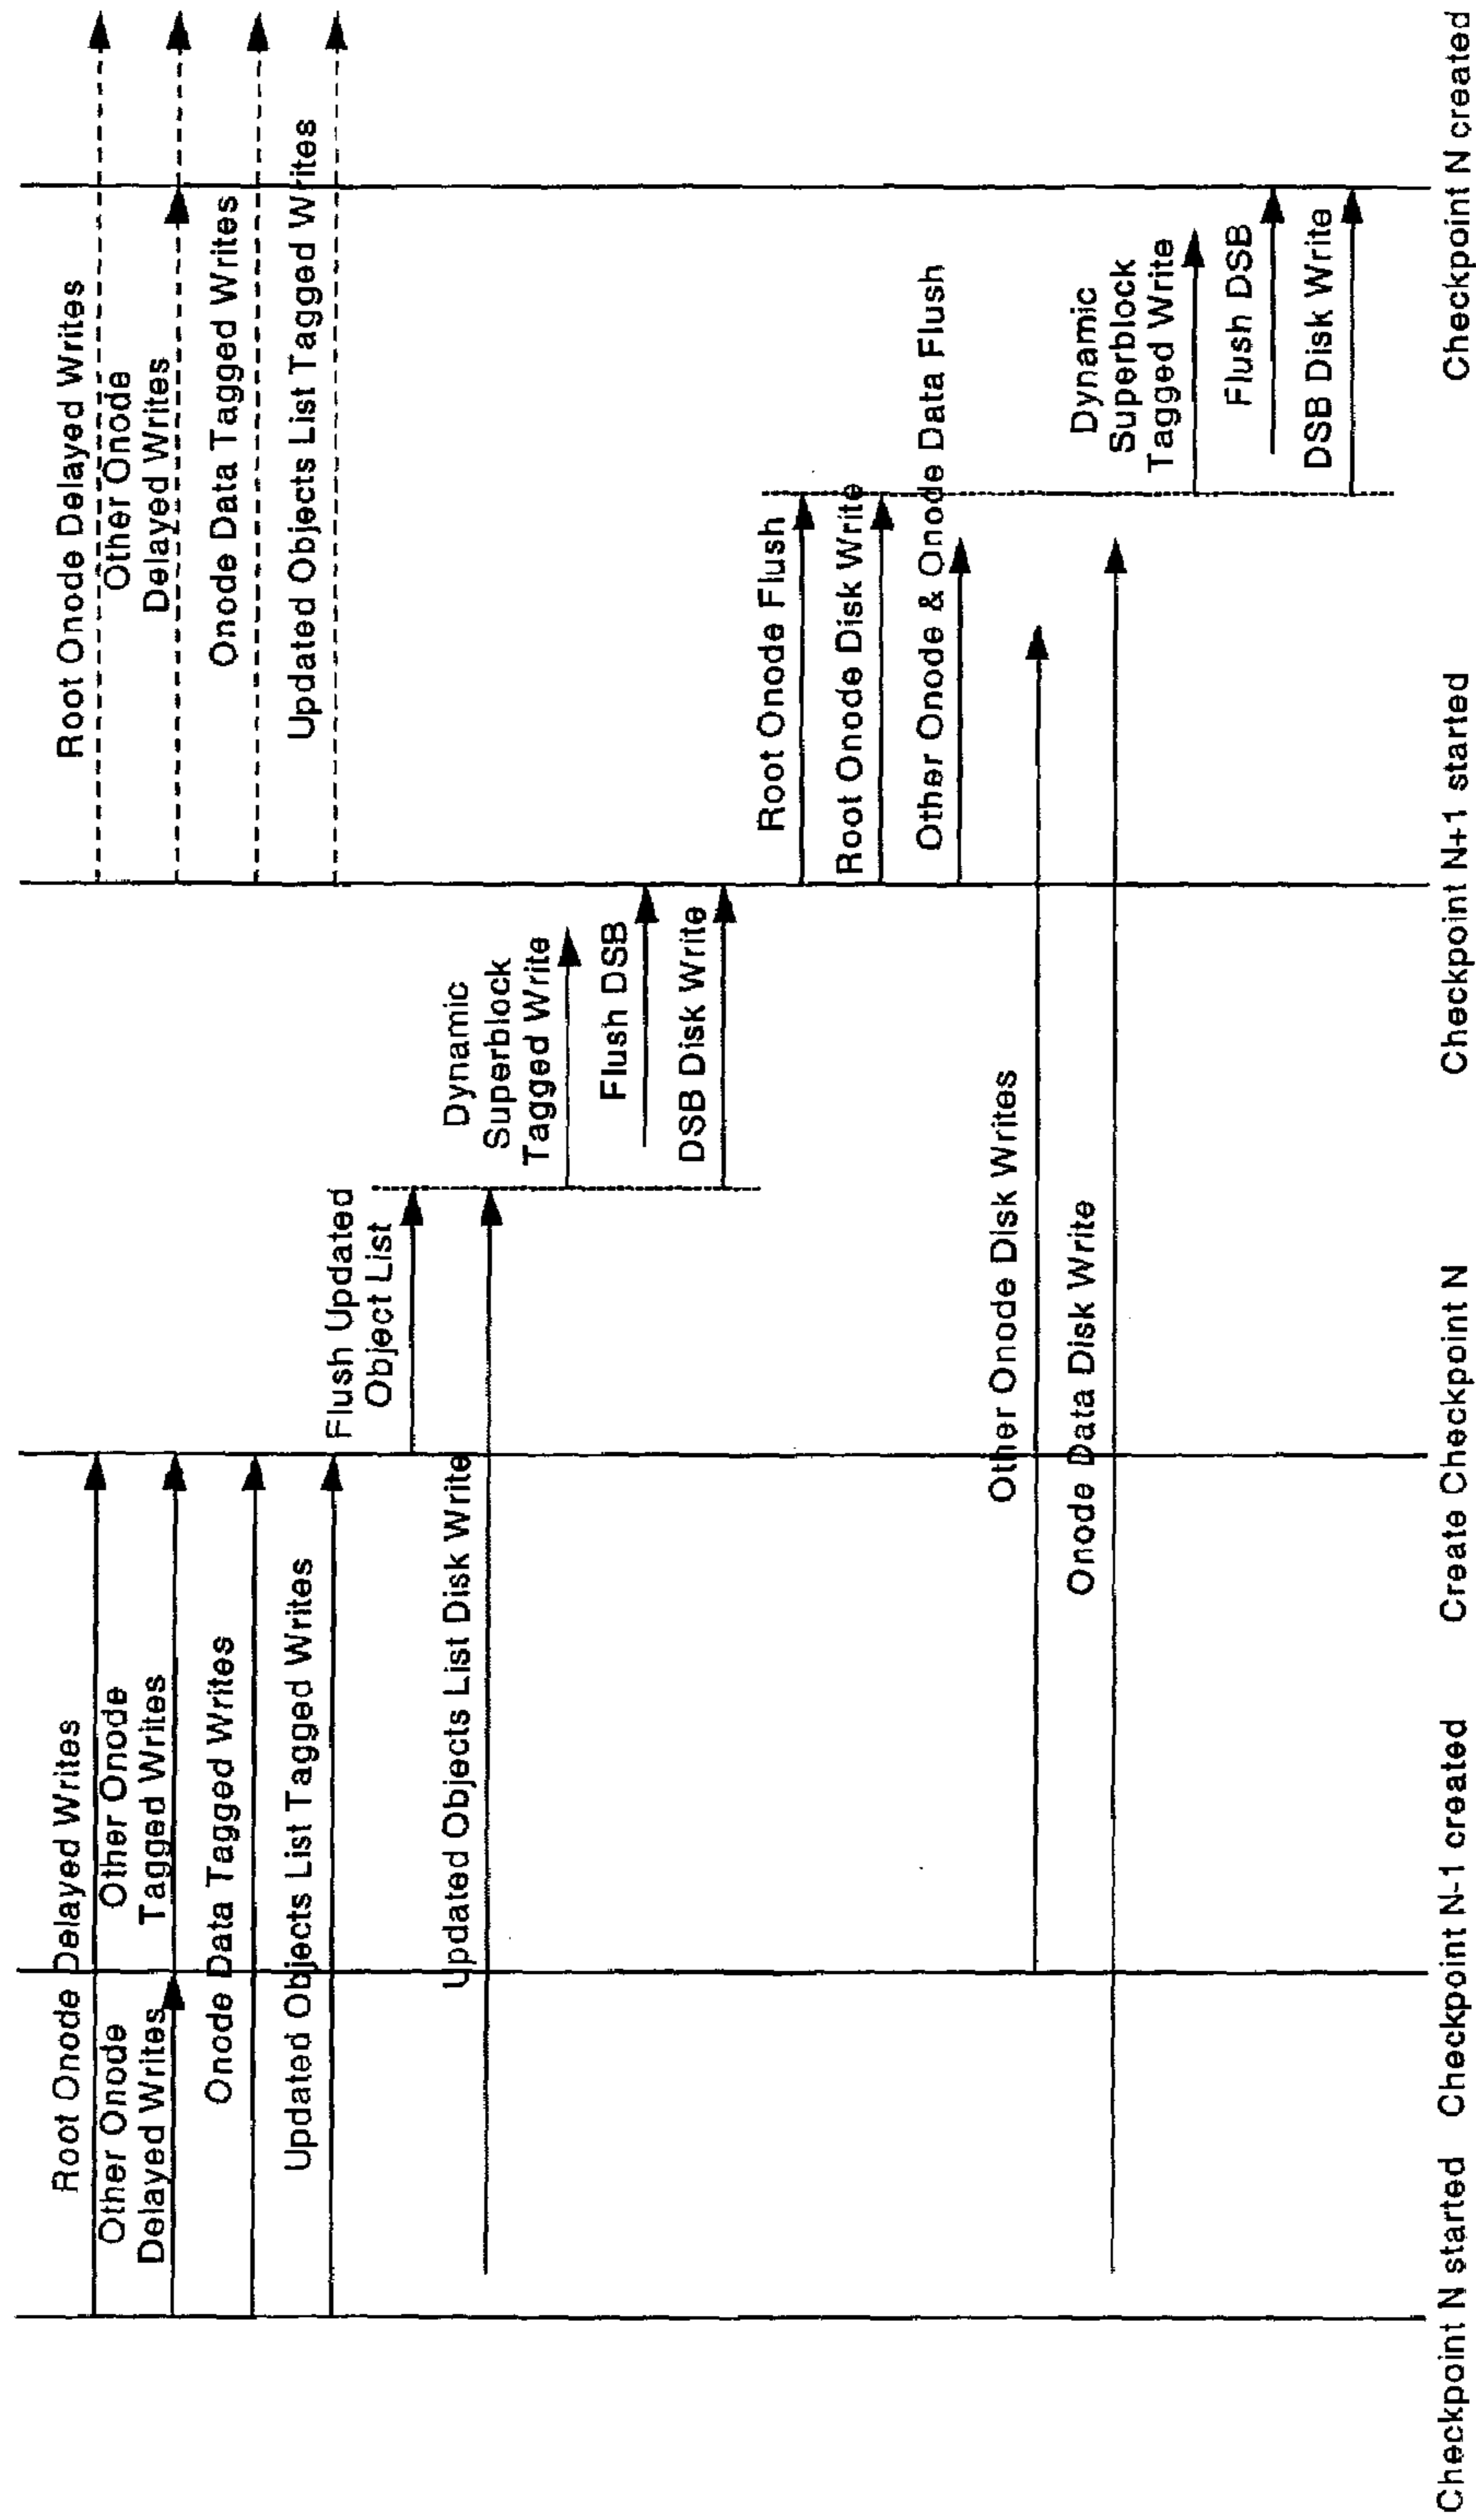 Root Onode Delayed Writes
Other Onode
Delayed Writes
Other Onode
Tagged Writes
Onode Data Tagged Writes
Updated Objects List Tagged Writes
Flush Updated
Object List
Updated Objects List Disk Write
Dynamic
Superblock
Tagged Write
Flush DSB
DSB Disk Write
Root Onode Delayed Writes
Other Onode
Delayed Writes
Onode Data Tagged Writes
Updated Objects List Tagged Writes
Root Onode Flush
Root Onode Disk Write
Other Onode & Onode Data Flush
Other Onode Disk Writes
Onode Data Disk Write
Dynamic
Superblock
Tagged Write
Flush DSB
DSB Disk Write
Checkpoint N started
Checkpoint N-1 created
Create Checkpoint N
Checkpoint N+1 started
Checkpoint N created